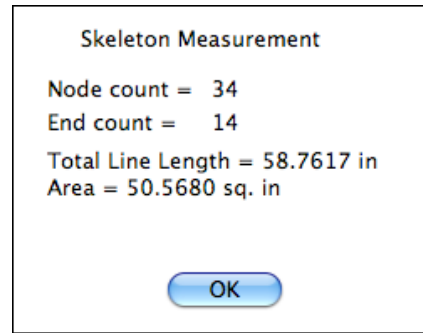 Skeleton Measurement
Node count = 34
End count = 14
Total Line Length = 58.7617 in
Area = 50.5680 sq. in
OK